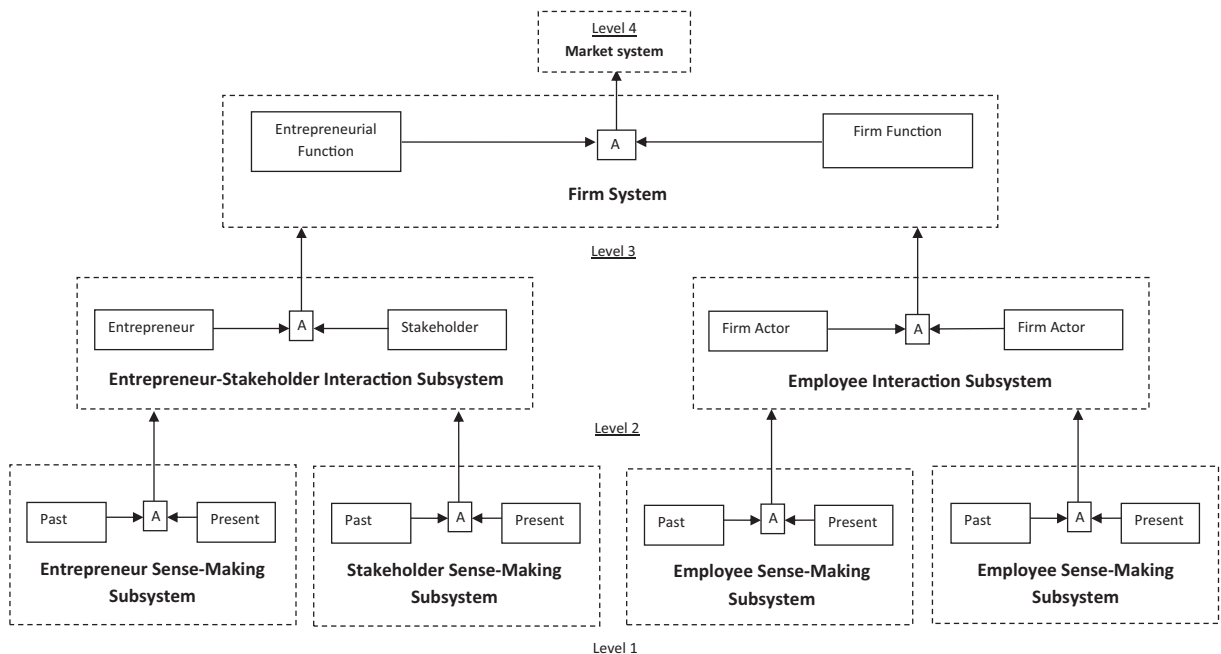 Level 4
Market system
Entrepreneurial
Function
A
Firm Function
Firm System
Level 3
Entrepreneur
A
Stakeholder
Entrepreneur-Stakeholder Interaction Subsystem
Firm Actor
A
Firm Actor
Employee Interaction Subsystem
Level 2
Past
A
Present
Entrepreneur Sense-Making
Subsystem
Past
A
Present
Stakeholder Sense-Making
Subsystem
Past
A
Present
Employee Sense-Making
Subsystem
Past
A
Present
Employee Sense-Making
Subsystem
Level 1